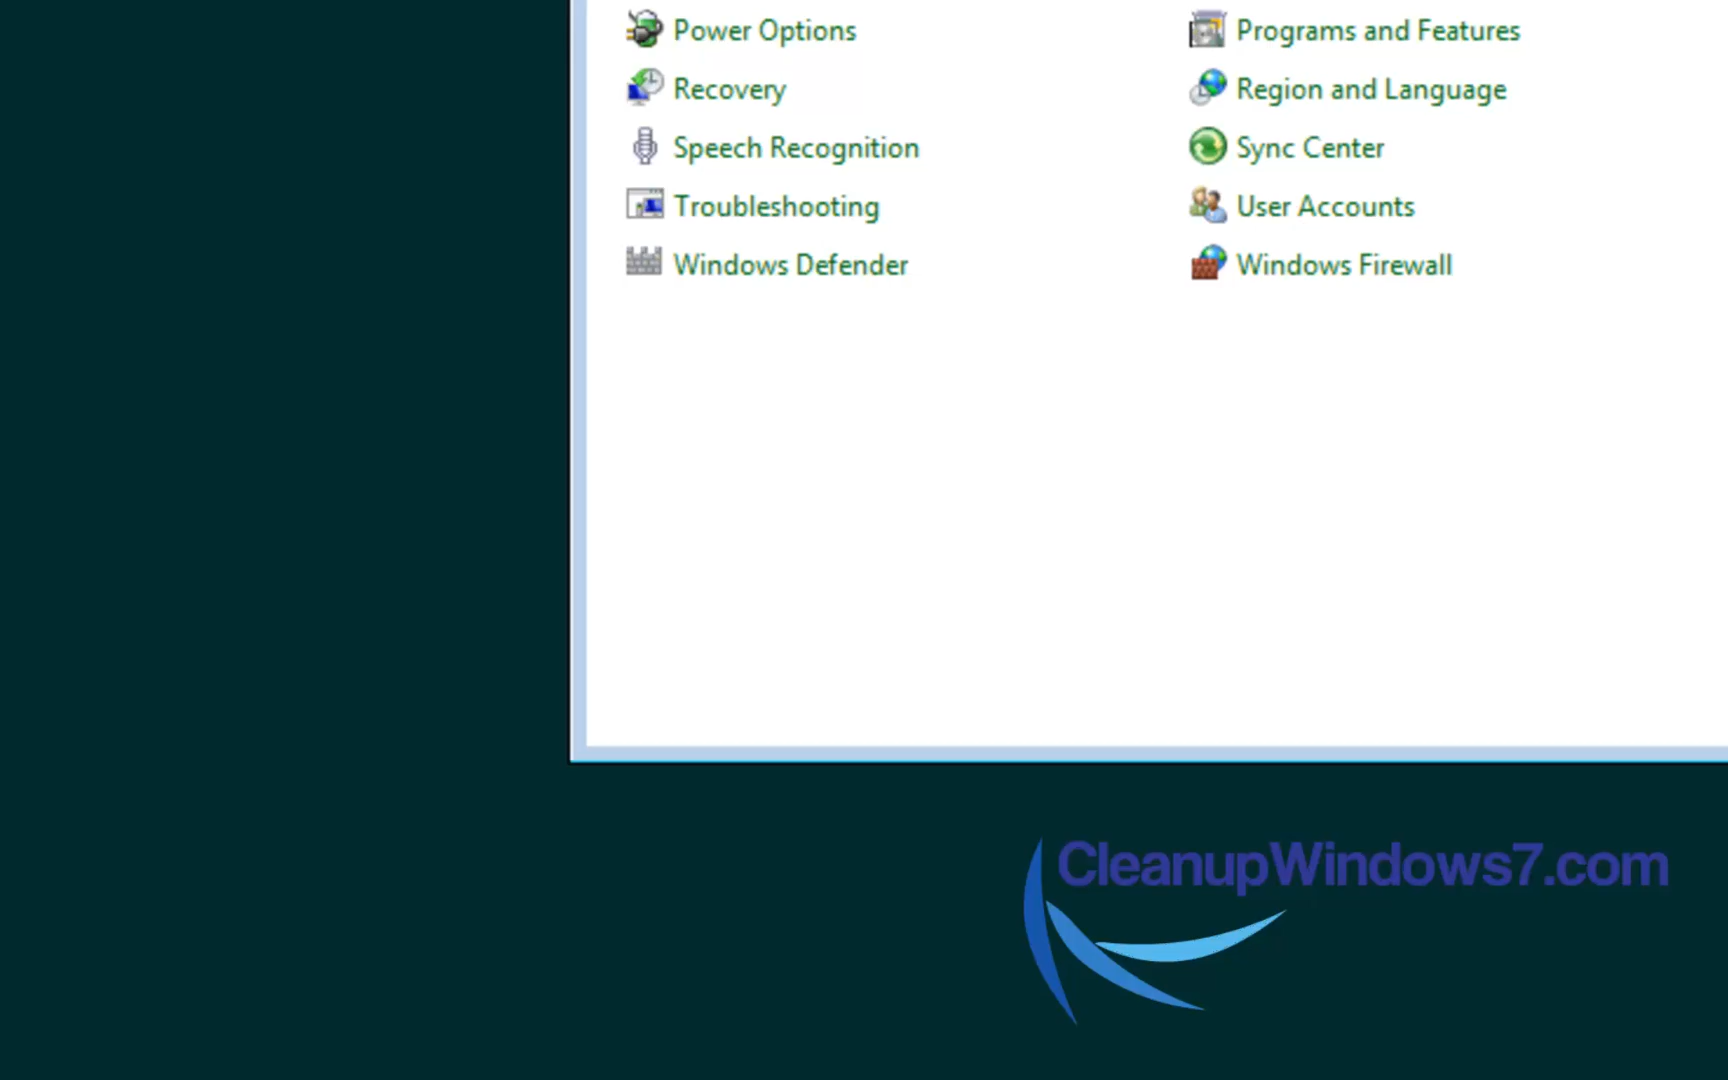 Power Options
Programs and Features
Recovery
Region and Language
Speech Recognition
Sync Center
Troubleshooting
User Accounts
Windows Defender
Windows Firewall
CleanupWindows7.com